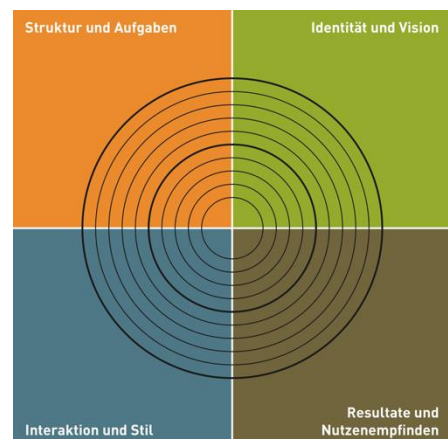 Struktur und Aufgaben
Identität und Vision
Interaktion und Stil
Resultate und
Nutzenempfinden